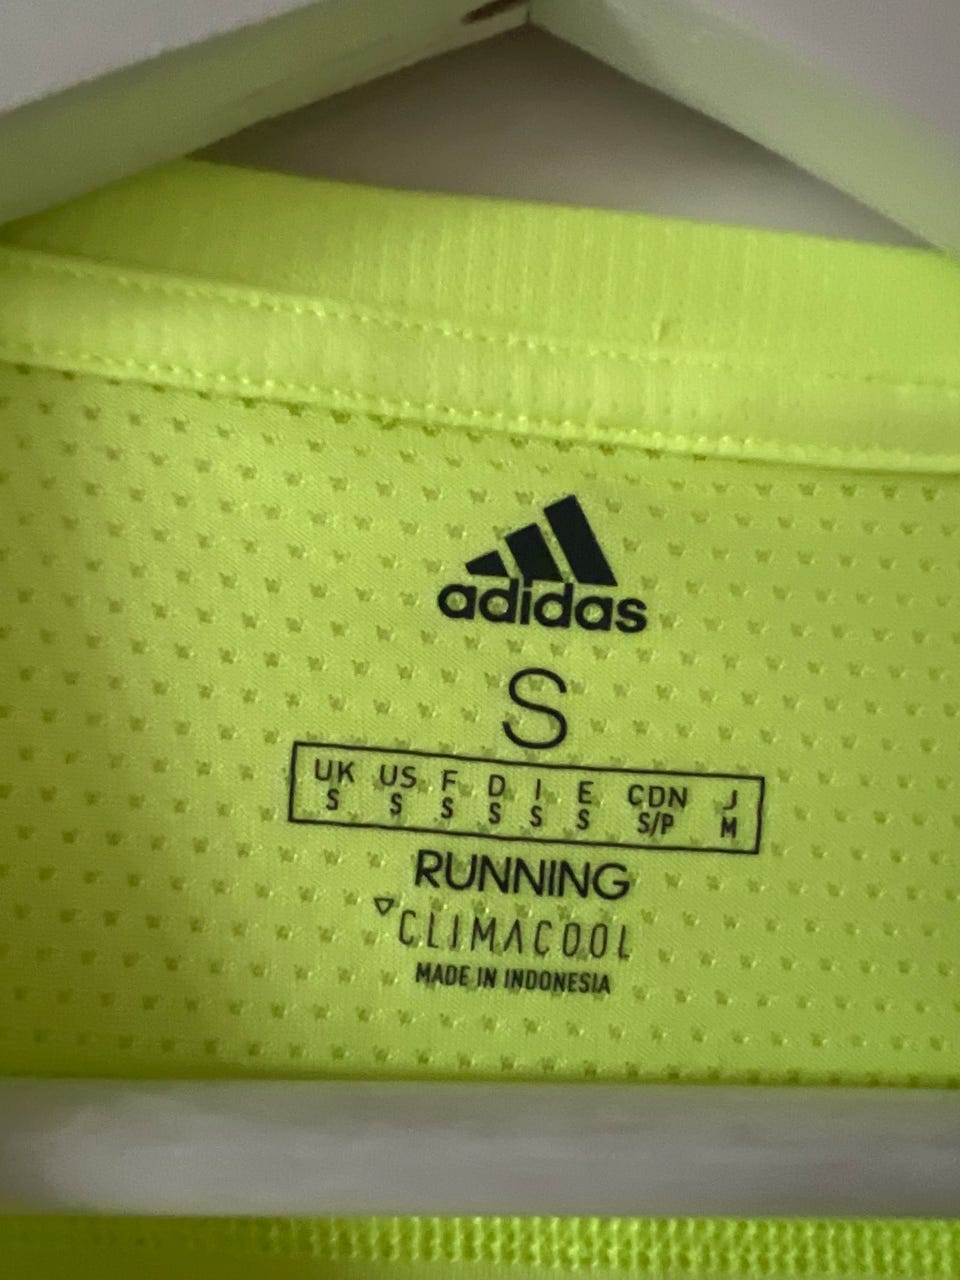 adidas
S
UK US F D I E CDN J
S S S S S S S/P M
RUNNING
CLIMACOOL
MADE IN INDONESIA